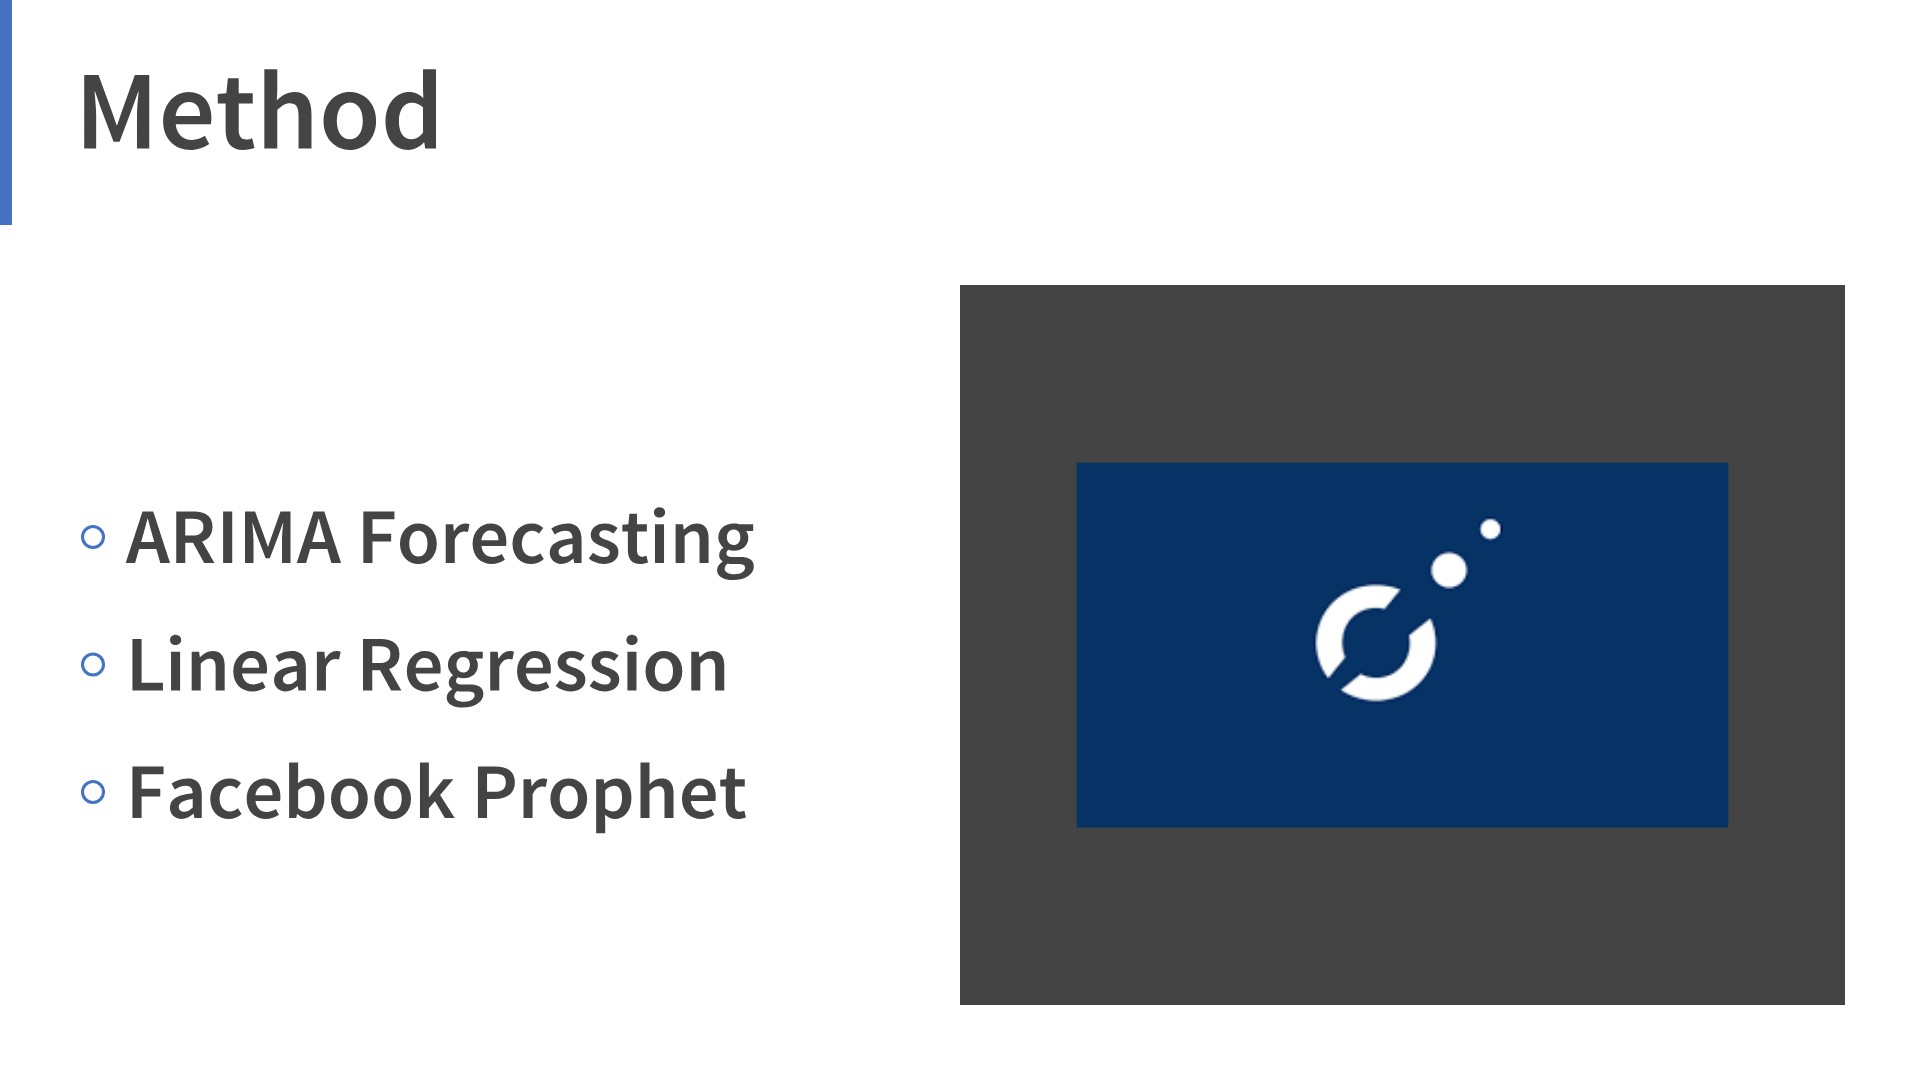 Method
ARIMA Forecasting
Linear Regression
Facebook Prophet